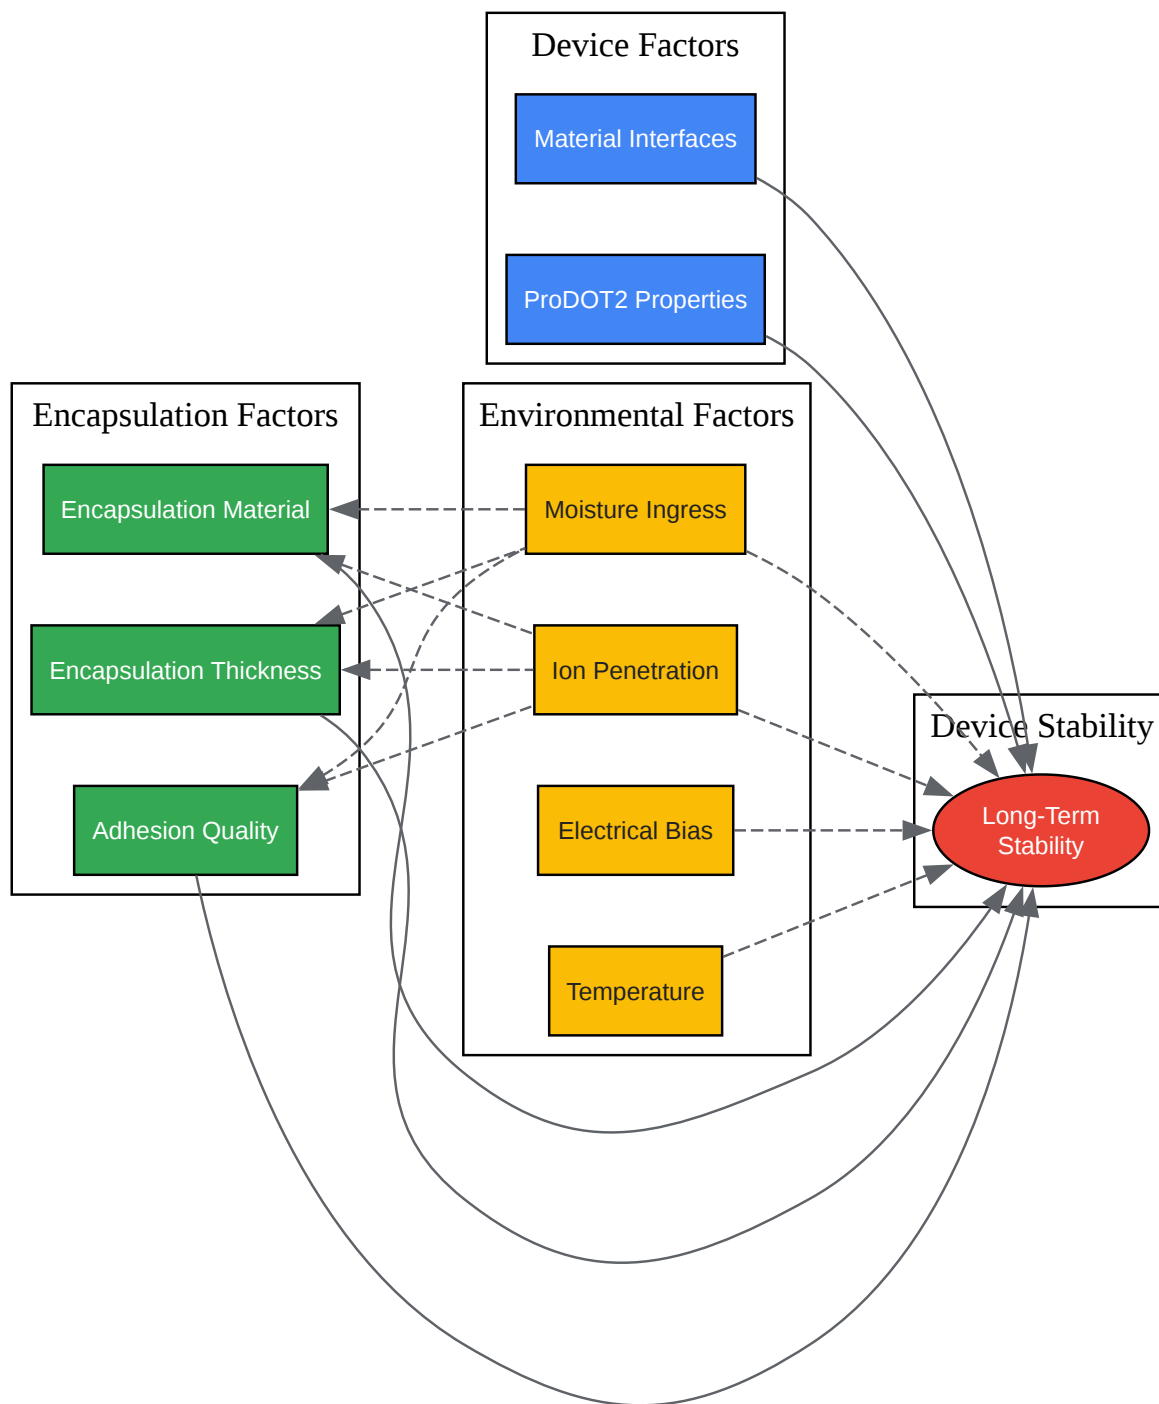 Device Factors
Material Interfaces
ProDOT2 Properties
Encapsulation Factors
Encapsulation Material
Encapsulation Thickness
Adhesion Quality
Environmental Factors
Moisture Ingress
Ion Penetration
Electrical Bias
Temperature
Device Stability
Long-Term
Stability